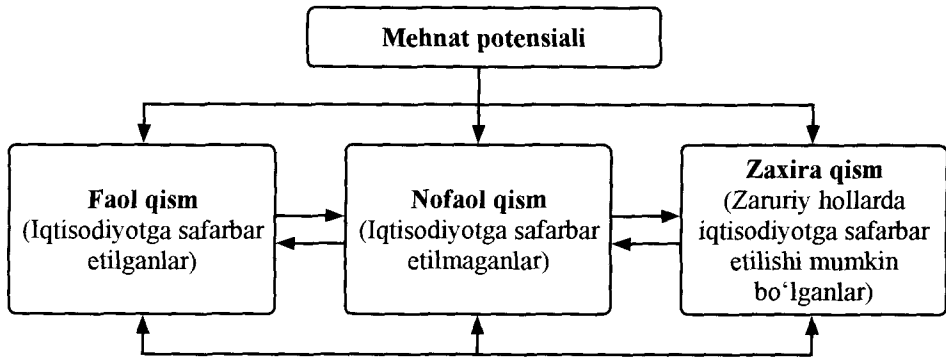 Mehnat potensiali
Faol qism
(Iqtisodiyotga safarbar
etilganlar)
Nofaol qism
(Iqtisodiyotga safarbar
etilmaganlar)
Zaxira qism
(Zaruriy hollarda
iqtisodiyotga safarbar
etilishi mumkin
bo‘lganlar)